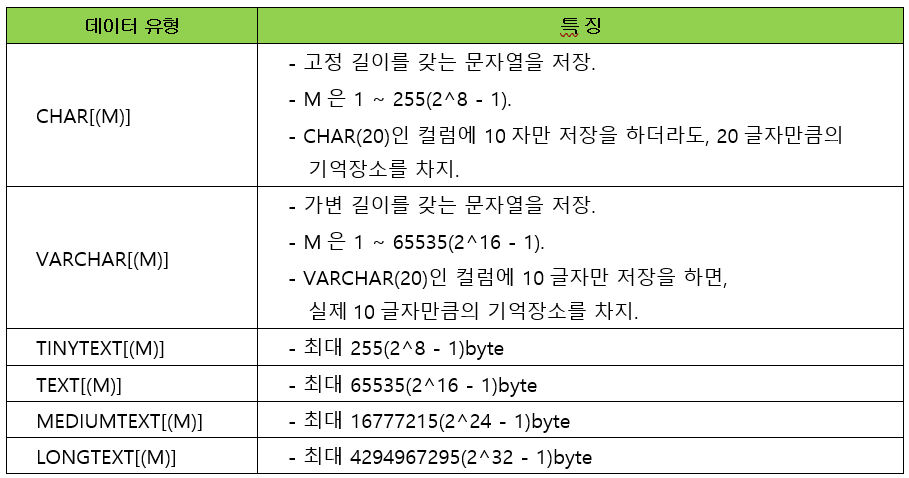 데이터 유형
특 징
CHAR[(M)]
- 고정 길이를 갖는 문자열을 저장.
- M 은 1 ~ 255(2^8 - 1).
- CHAR(20)인 컬럼에 10 자만 저장을 하더라도, 20 글자만큼의
기억장소를 차지.
VARCHAR[(M)]
- 가변 길이를 갖는 문자열을 저장.
- M 은 1 ~ 65535(2^16 - 1).
- VARCHAR(20)인 컬럼에 10 글자만 저장을 하면,
실제 10 글자만큼의 기억장소를 차지.
TINYTEXT[(M)]
- 최대 255(2^8 - 1)byte
TEXT[(M)]
- 최대 65535(2^16 - 1)byte
MEDIUMTEXT[(M)]
- 최대 16777215(2^24 - 1)byte
LONGTEXT[(M)]
- 최대 4294967295(2^32 - 1)byte